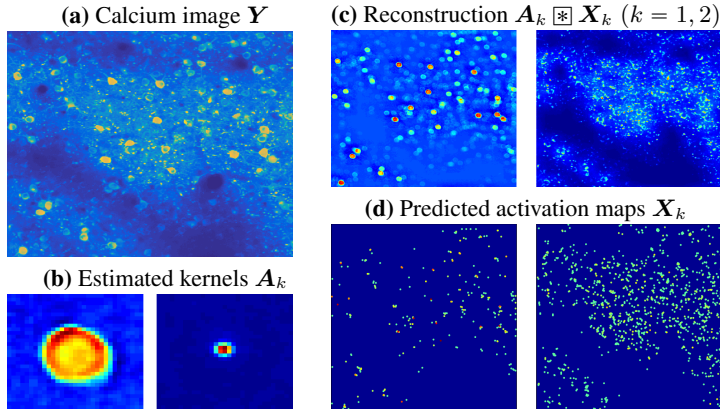 (a) Calcium image Y
(b) Estimated kernels A_k
(c) Reconstruction A_k ⊛ X_k (k = 1, 2)
(d) Predicted activation maps X_k